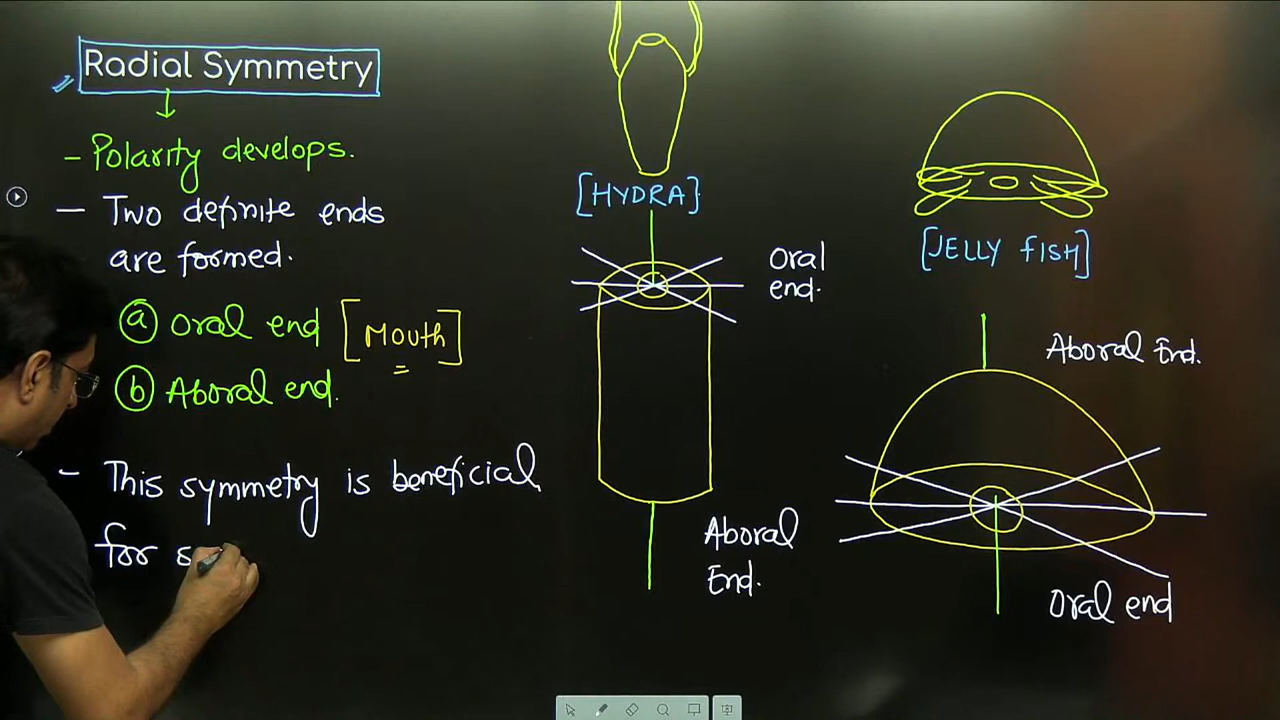 Radial Symmetry
- Polarity develops.
- Two definite ends
are formed.
(a) Oral end [Mouth]
(b) Aboral end.
- This symmetry is beneficial
for s
[HYDRA]
Oral
end.
Aboral
End.
[JELLY FISH]
Aboral End.
Oral end